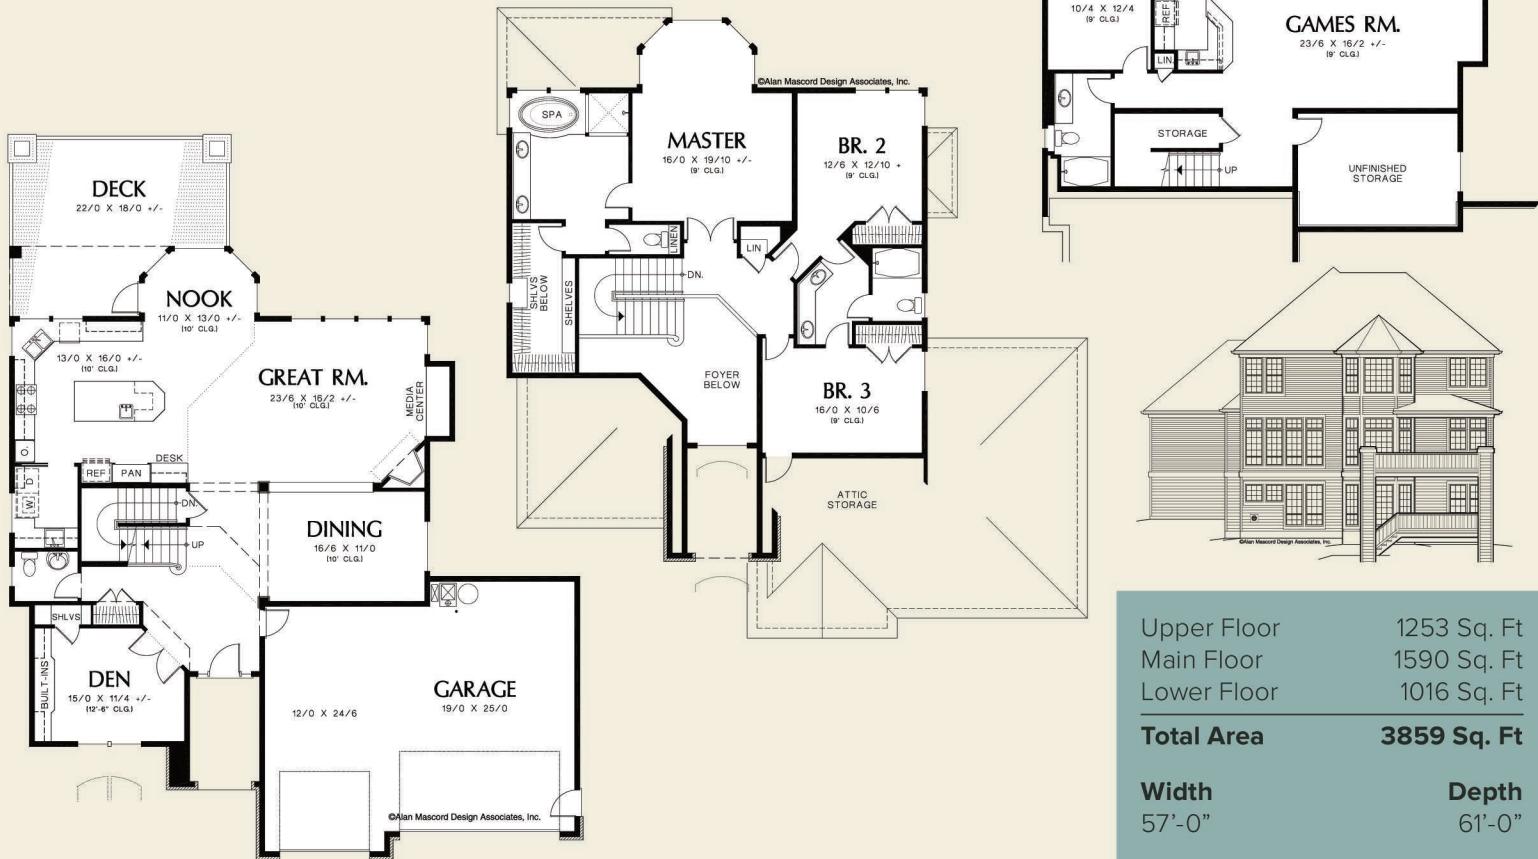 DECK
22/0 X 18/0 +/-
NOOK
11/0 X 13/0 +/-
(10' CLG.)
13/0 X 16/0 +/-
(10' CLG.)
GREAT RM.
23/6 X 16/2 +/-
(10' CLG.)
MEDIA
CENTER
O.
REF
PAN
DESK
D
W
DN.
UP
DINING
16/6 X 11/0
(10' CLG.)
SHLVS
BUILT-INS
DEN
15/0 X 11/4 +/-
(12'-6" CLG.)
12/0 X 24/6
GARAGE
19/0 X 25/0
©Alan Mascord Design Associates, Inc.
©Alan Mascord Design Associates, Inc.
SPA
MASTER
16/0 X 19/10 +/-
(9' CLG.)
BR. 2
12/6 X 12/10 +
(9' CLG.)
LINEN
LIN
SHLVS
BELOW
SHELVES
DN.
FOYER
BELOW
BR. 3
16/0 X 10/6
(9' CLG.)
ATTIC
STORAGE
10/4 X 12/4
(9' CLG.)
REF
LIN.
GAMES RM.
23/6 X 16/2 +/-
(9' CLG.)
STORAGE
UP
UNFINISHED
STORAGE
©Alan Mascord Design Associates, Inc.
Upper Floor 1253 Sq. Ft
Main Floor 1590 Sq. Ft
Lower Floor 1016 Sq. Ft
Total Area 3859 Sq. Ft
Width Depth
57'-0" 61'-0"